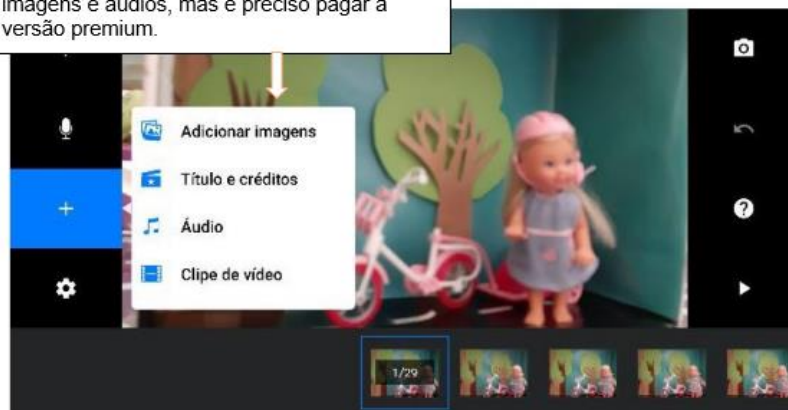 imagens e áudios, mas é preciso pagar a
versão premium.
Adicionar imagens
Título e créditos
Áudio
Clipe de vídeo
1/29